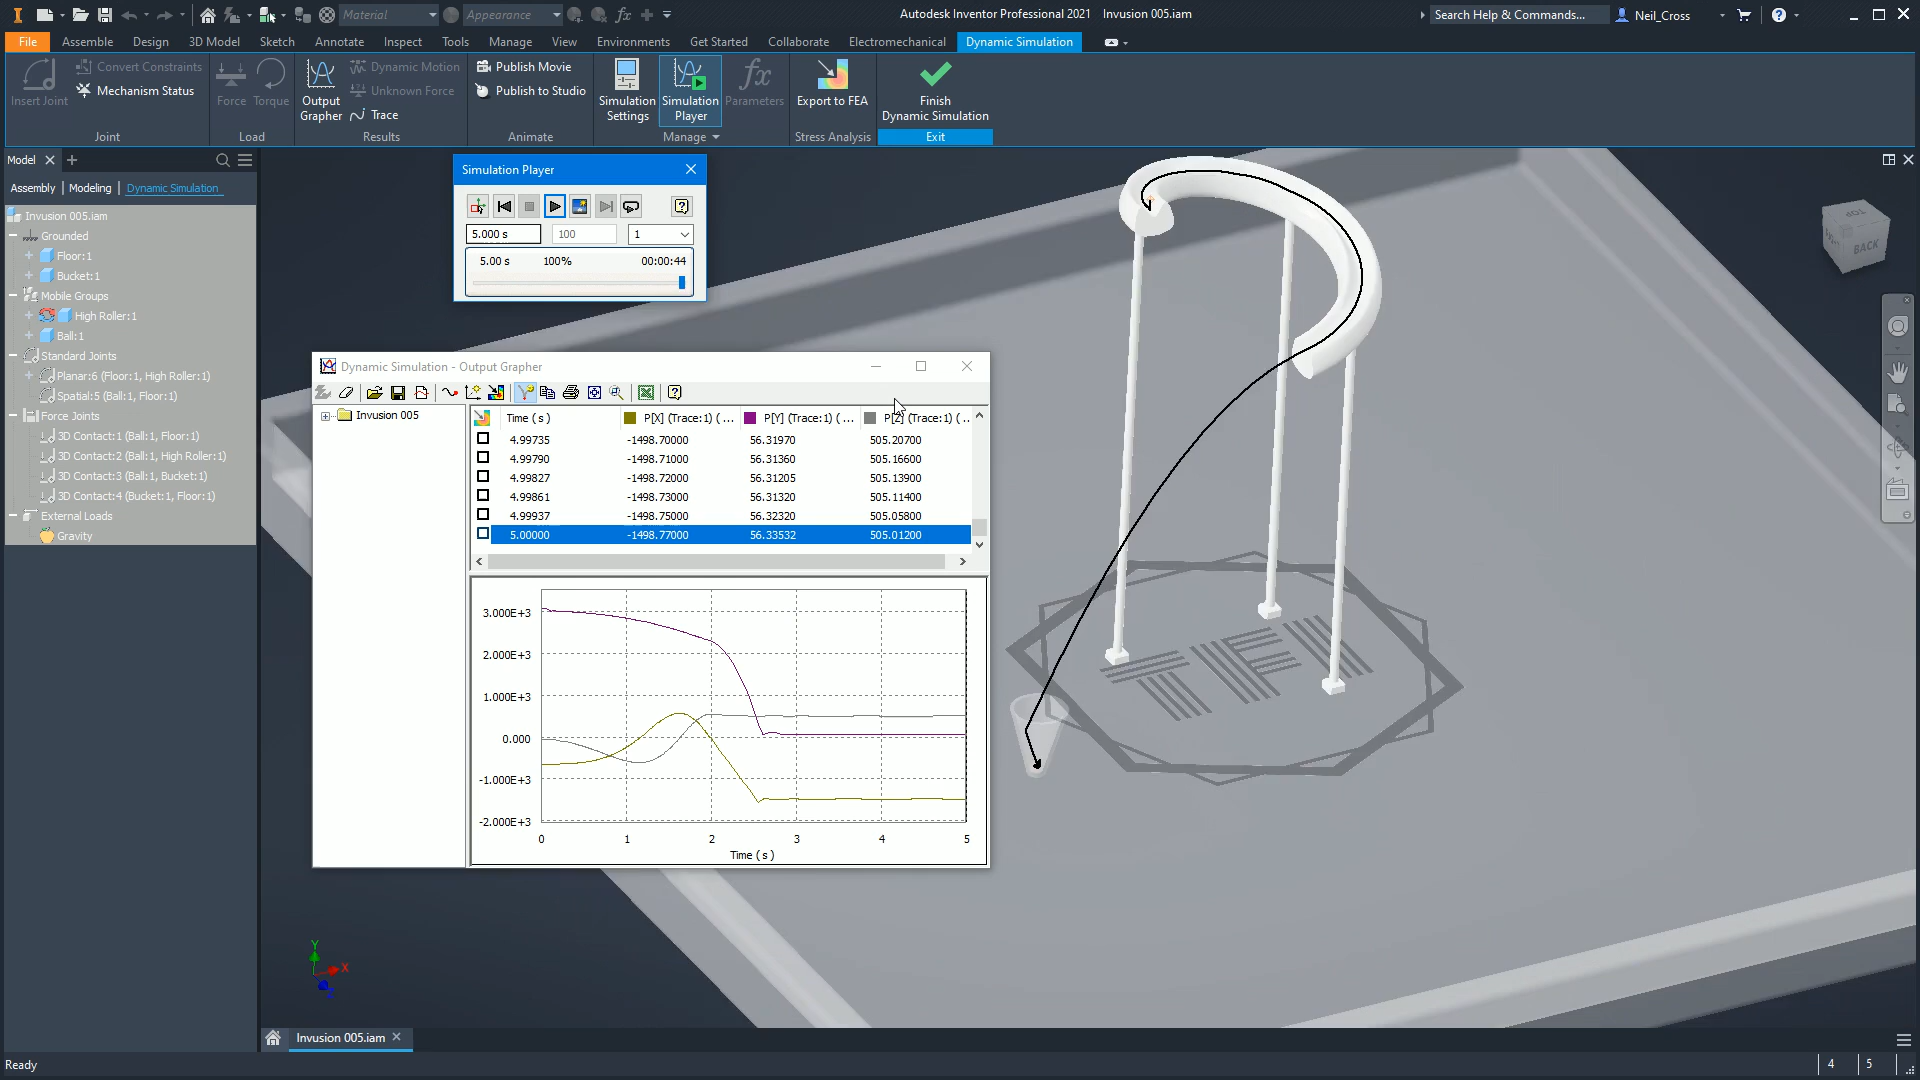 Material
Appearance
Autodesk Inventor Professional 2021 Invusion 005.iam
Search Help & Commands...
Neil_Cross
File Assemble Design 3D Model Sketch Annotate Inspect Tools Manage View Environments Get Started Collaborate Electromechanical Dynamic Simulation
Insert Joint
Convert Constraints
Mechanism Status
Joint
Force
Torque
Load
Output Grapher
Dynamic Motion
Unknown Force
Trace
Results
Publish Movie
Publish to Studio
Animate
Simulation Settings
Simulation Player
Parameters
Manage
Export to FEA
Stress Analysis
Finish Dynamic Simulation
Exit
Model
Assembly | Modeling | Dynamic Simulation
Invusion 005.iam
Grounded
Floor:1
Bucket:1
Mobile Groups
High Roller:1
Ball:1
Standard Joints
Planar:6 (Floor:1, High Roller:1)
Spatial:5 (Ball:1, Floor:1)
Force Joints
3D Contact:1 (Ball:1, Floor:1)
3D Contact:2 (Ball:1, High Roller:1)
3D Contact:3 (Ball:1, Bucket:1)
3D Contact:4 (Bucket:1, Floor:1)
External Loads
Gravity
Simulation Player
5.000 s 100 1
5.00 s 100% 00:00:44
Dynamic Simulation - Output Grapher
Invusion 005
Time ( s ) P[X] (Trace:1) ( ... P[Y] (Trace:1) ( ... P[Z] (Trace:1) ( ..
4.99735 -1498.70000 56.31970 505.20700
4.99790 -1498.71000 56.31360 505.16600
4.99827 -1498.72000 56.31205 505.13900
4.99861 -1498.73000 56.31320 505.11400
4.99937 -1498.75000 56.32320 505.05800
5.00000 -1498.77000 56.33532 505.01200
3.000E+3
2.000E+3
1.000E+3
0.000
-1.000E+3
-2.000E+3
0 1 2 3 4 5
Time ( s )
TOP
BACK
TFI
Y
X
Z
Invusion 005.iam
Ready
4 5